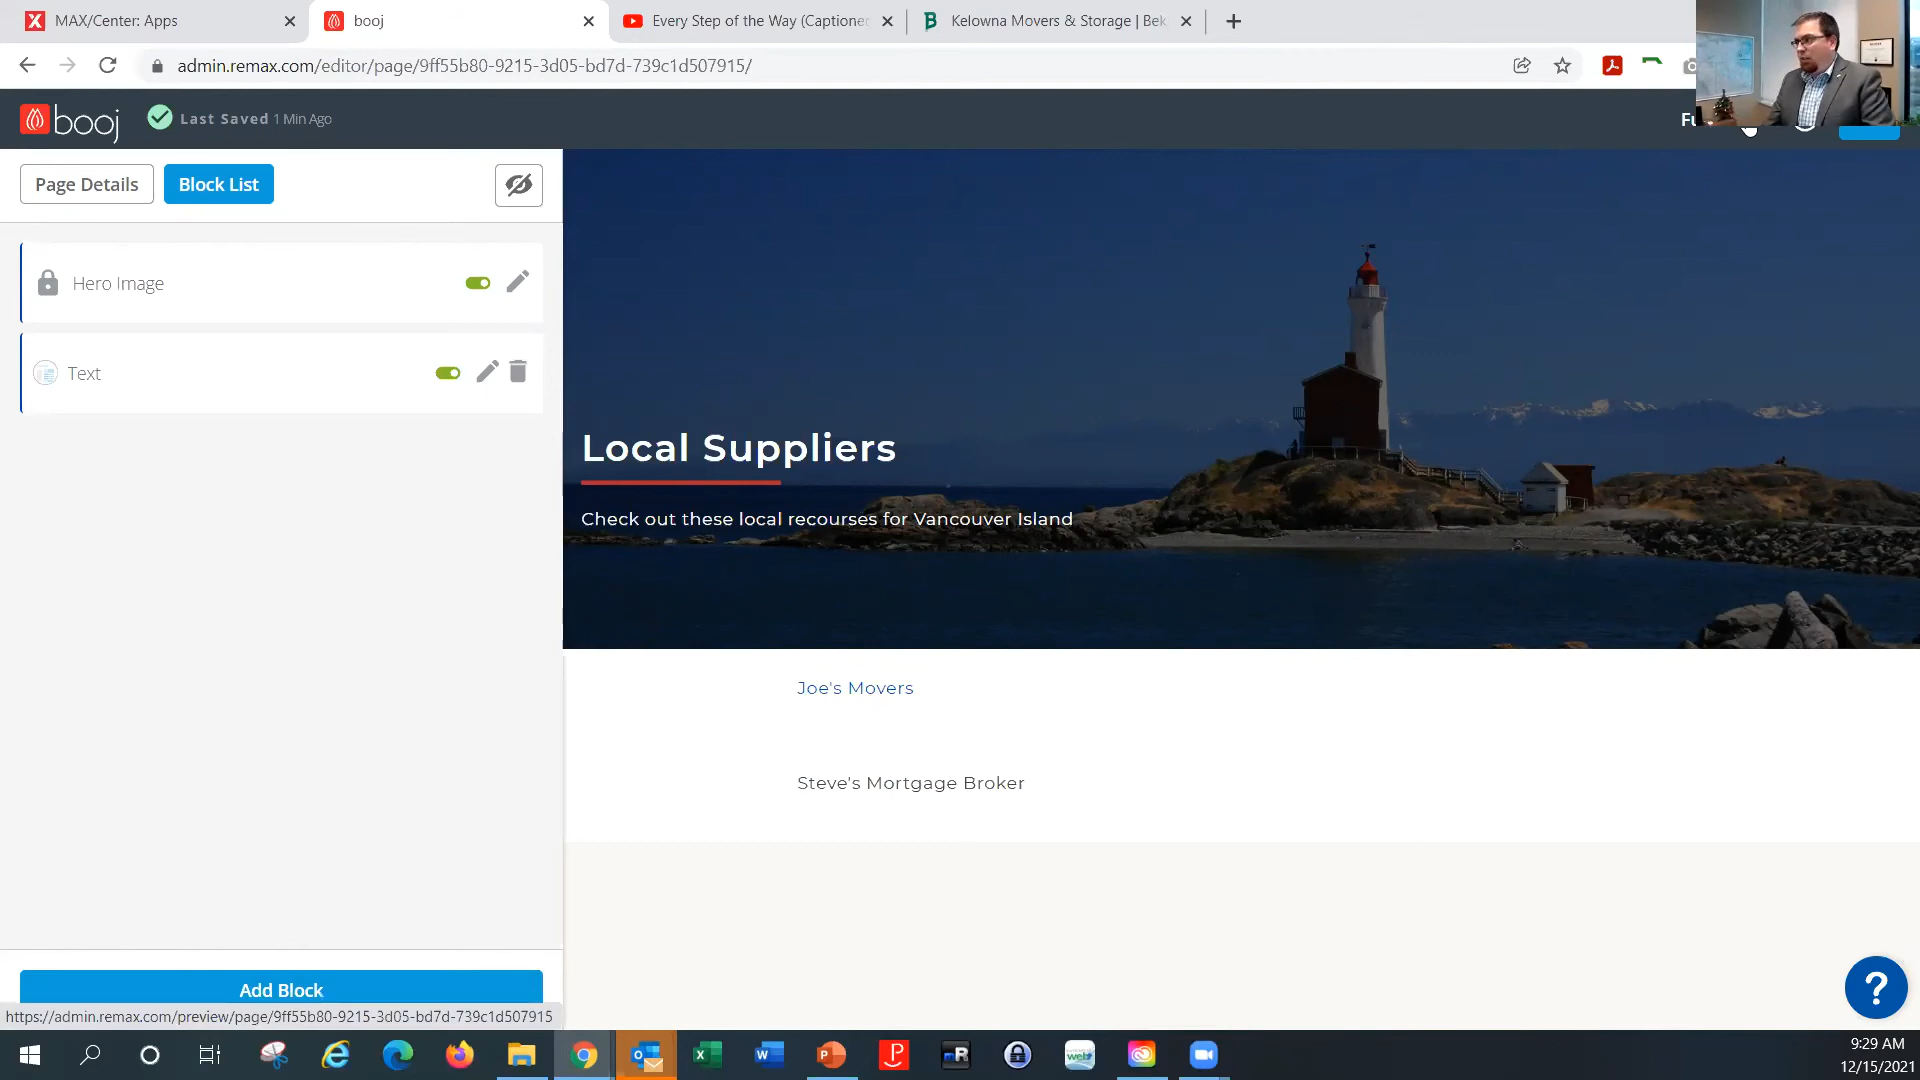 MAX/Center: Apps
booj
Every Step of the Way (Captione
Kelowna Movers & Storage | Bek
admin.remax.com/editor/page/9ff55b80-9215-3d05-bd7d-739c1d507915/
booj
Last Saved 1 Min Ago
Page Details
Block List
Hero Image
Text
Local Suppliers
Check out these local recourses for Vancouver Island
Joe's Movers
Steve's Mortgage Broker
Add Block
?
https://admin.remax.com/preview/page/9ff55b80-9215-3d05-bd7d-739c1d507915
9:29 AM
12/15/2021